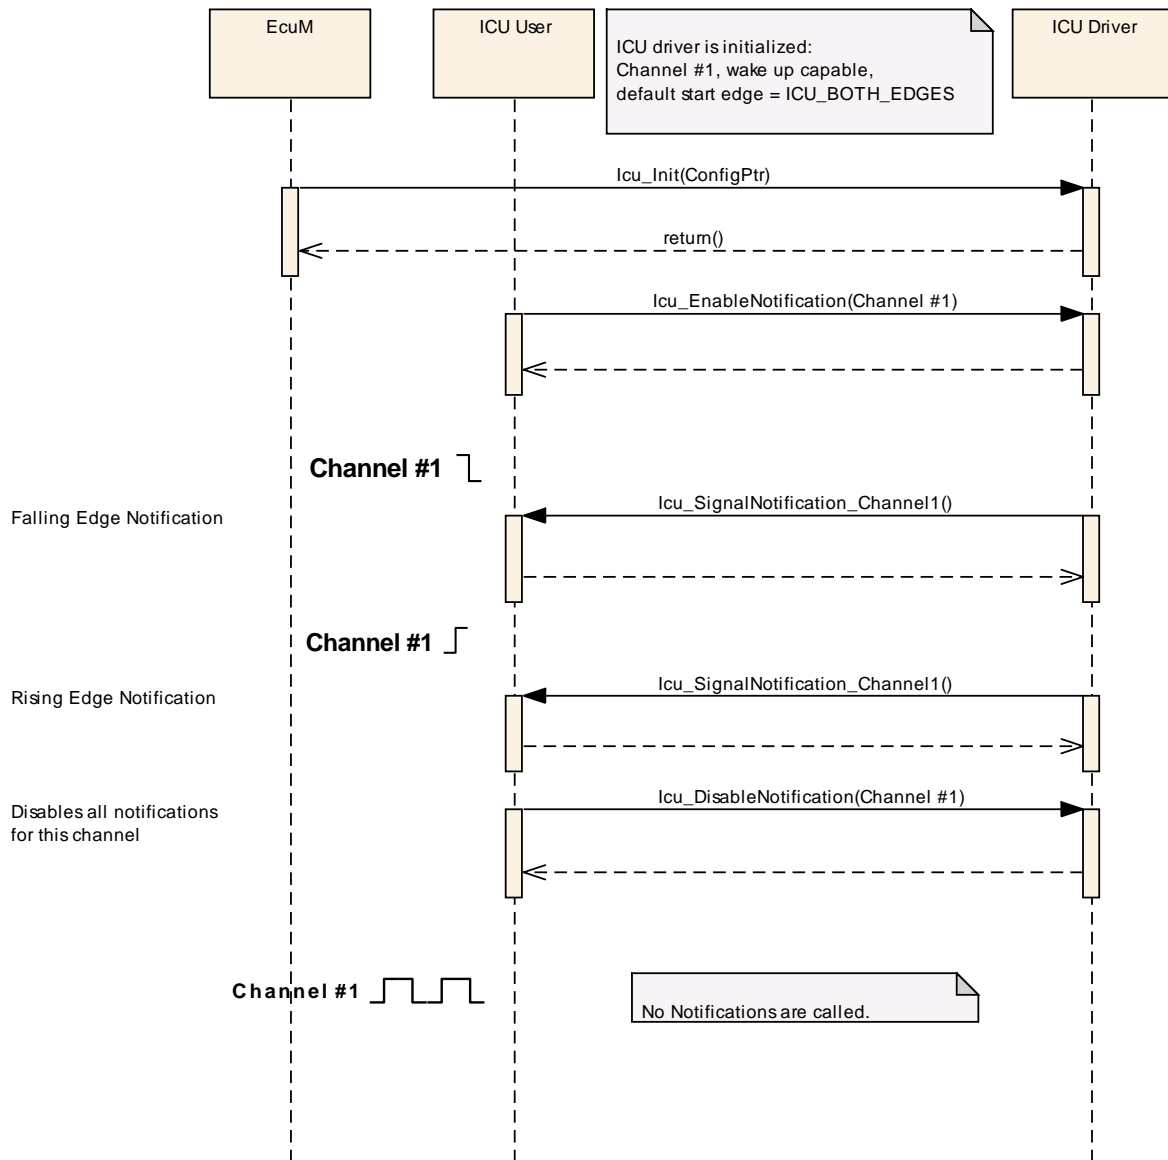 EcuM
ICU User
ICU driver is initialized:
Channel #1, wake up capable,
default start edge = ICU_BOTH_EDGES
ICU Driver
Icu_Init(ConfigPtr)
return()
Icu_EnableNotification(Channel #1)
Channel #1
Icu_SignalNotification_Channel1()
Falling Edge Notification
Channel #1
Icu_SignalNotification_Channel1()
Rising Edge Notification
Icu_DisableNotification(Channel #1)
Disables all notifications
for this channel
Channel #1
No Notifications are called.